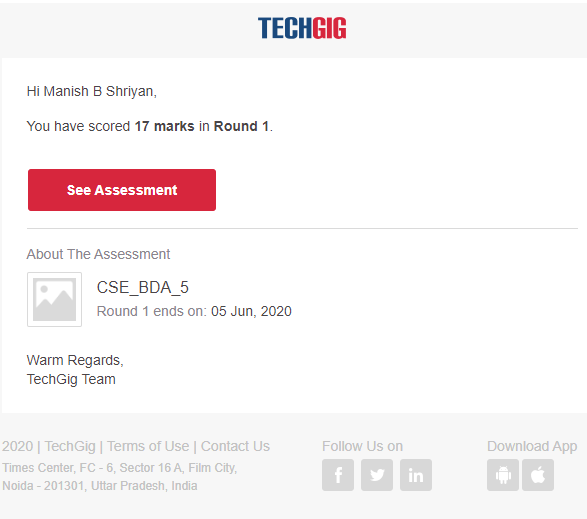 TECHGIG
Hi Manish B Shriyan,
You have scored 17 marks in Round 1.
See Assessment
About The Assessment
CSE_BDA_5
Round 1 ends on: 05 Jun, 2020
Warm Regards,
TechGig Team
2020 | TechGig | Terms of Use | Contact Us
Times Center, FC - 6, Sector 16 A, Film City,
Noida - 201301, Uttar Pradesh, India
Follow Us on
Download App